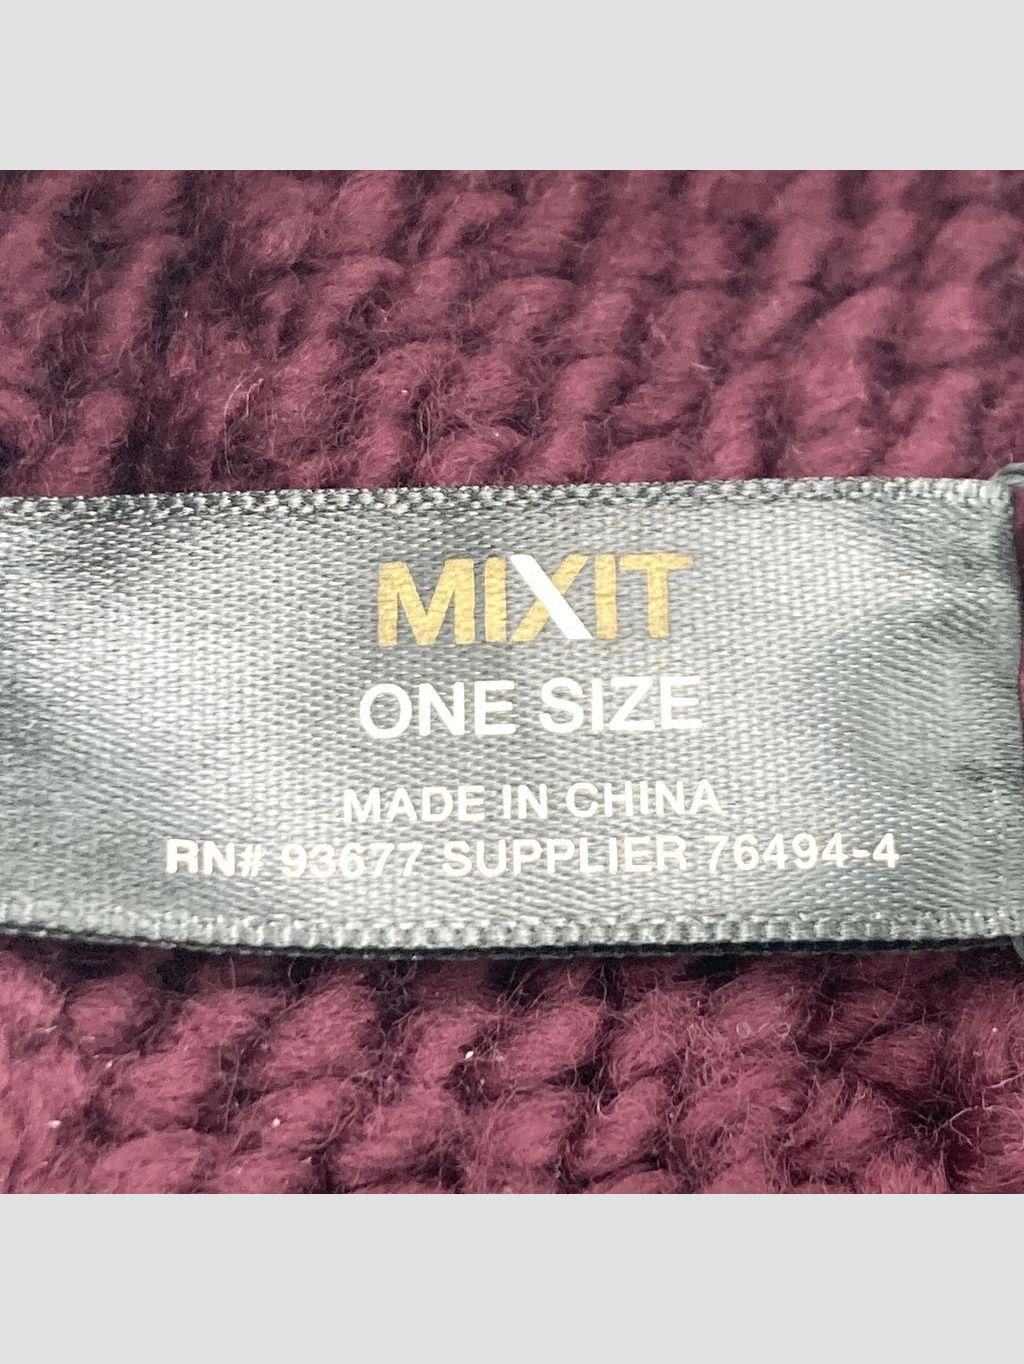 MIXIT
ONE SIZE
MADE IN CHINA
RN# 93677 SUPPLIER 76494-4